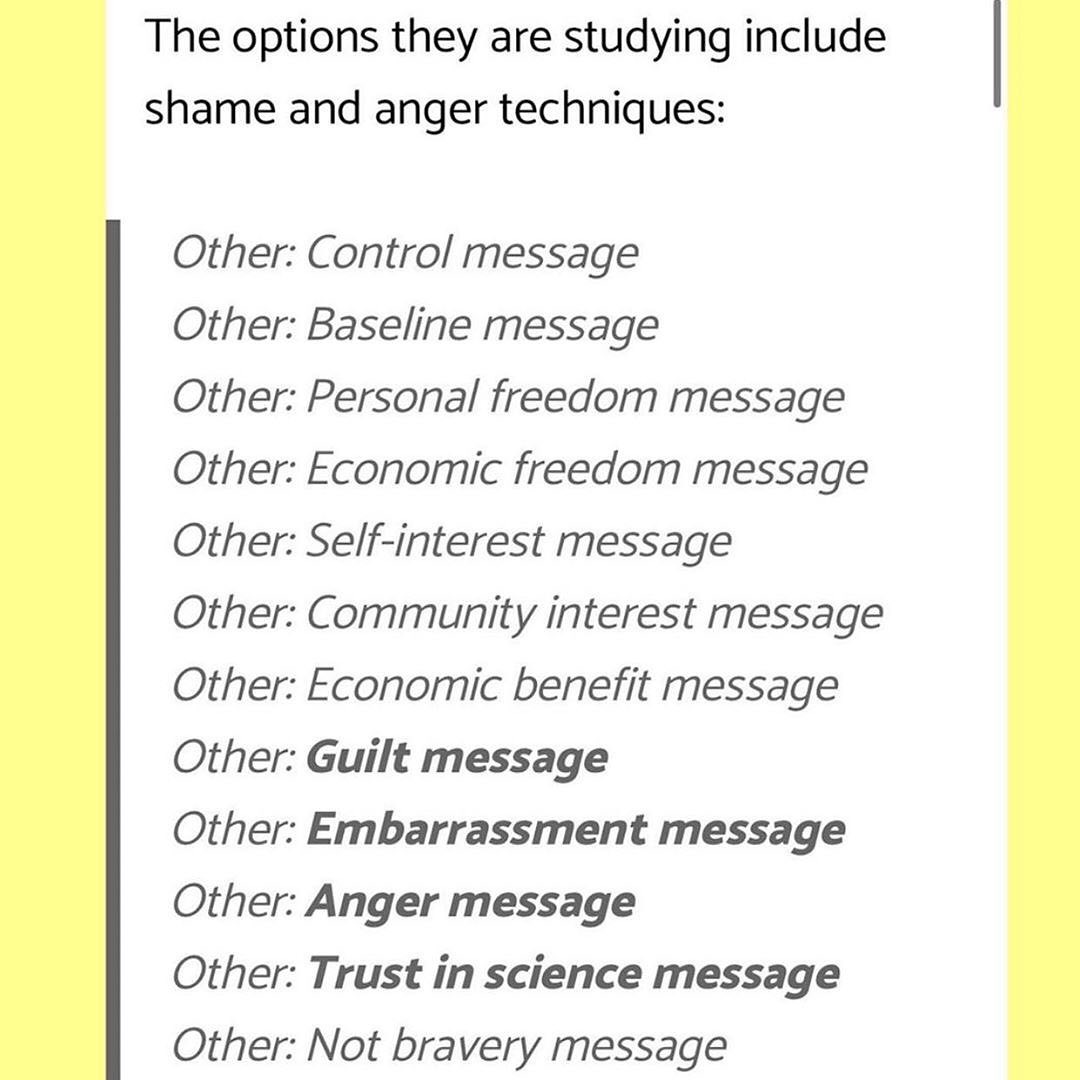 The options they are studying include
shame and anger techniques:
Other: Control message
Other: Baseline message
Other: Personal freedom message
Other: Economic freedom message
Other: Self-interest message
Other: Community interest message
Other: Economic benefit message
Other: Guilt message
Other: Embarrassment message
Other: Anger message
Other: Trust in science message
Other: Not bravery message